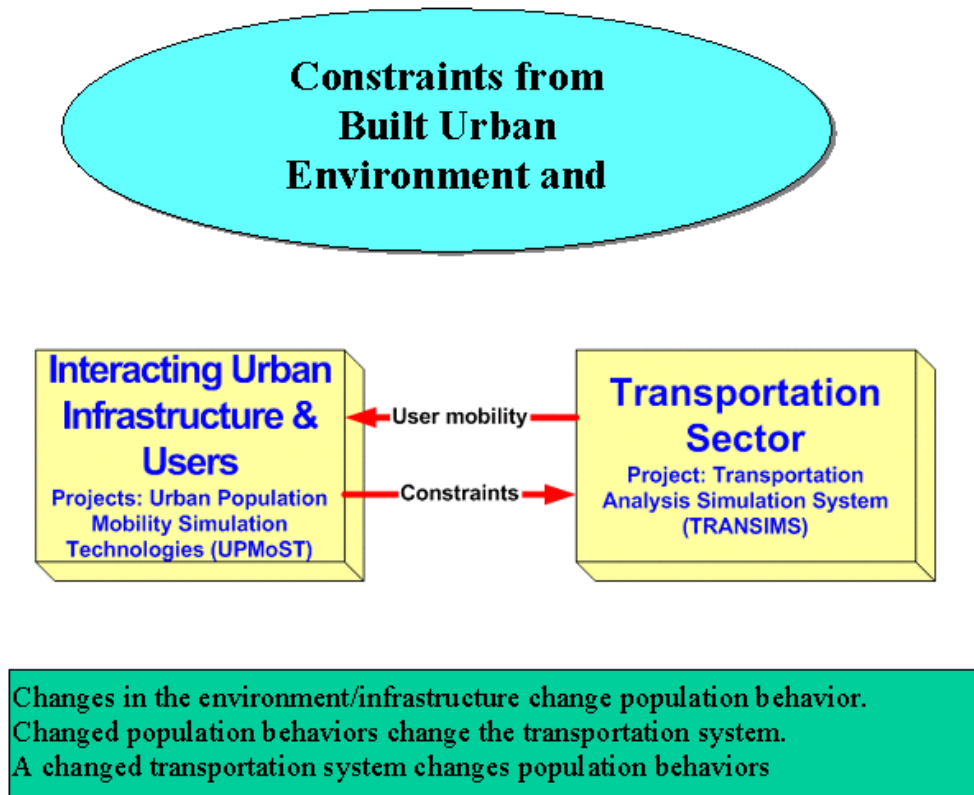 Constraints from
Built Urban
Environment and
Interacting Urban
Infrastructure &
Users
Projects: Urban Population
Mobility Simulation
Technologies (UPMoST)
User mobility
Constraints
Transportation
Sector
Project: Transportation
Analysis Simulation System
(TRANSIMS)
Changes in the environment/infrastructure change population behavior.
Changed population behaviors change the transportation system.
A changed transportation system changes population behaviors